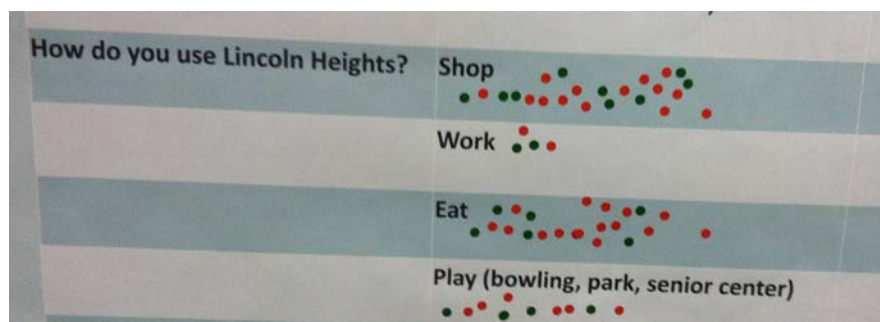 How do you use Lincoln Heights?
Shop
Work
Eat
Play (bowling, park, senior center)